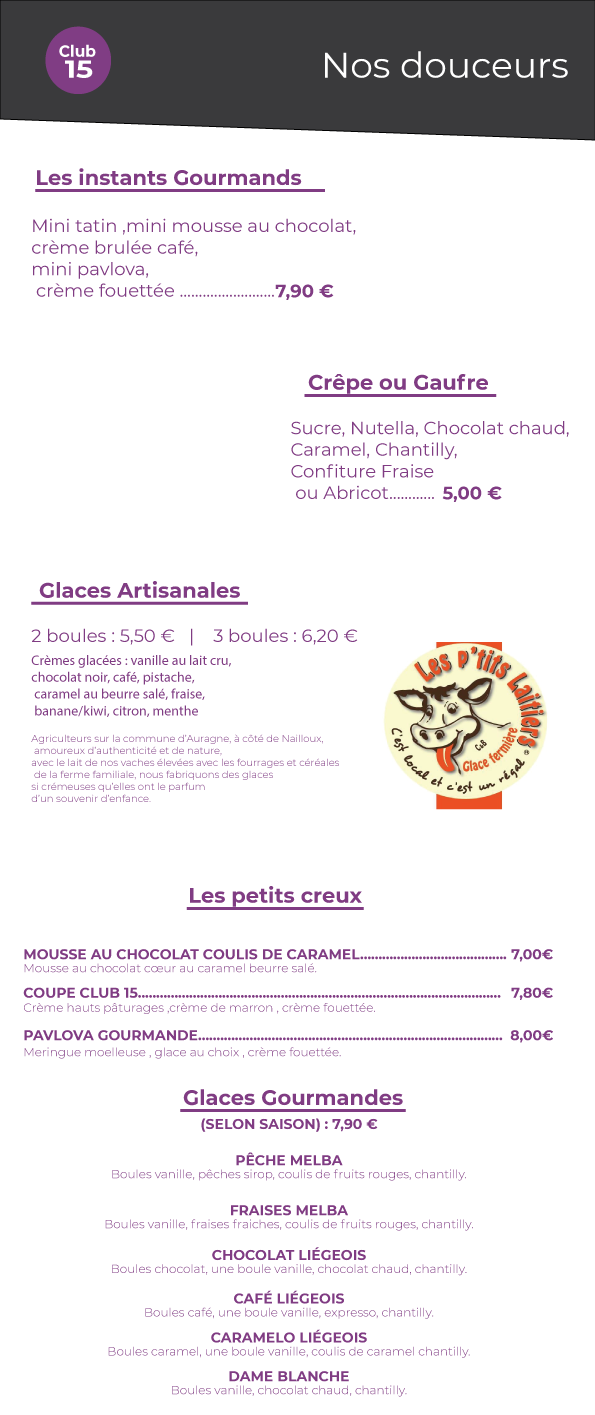 Club
15
Nos douceurs
Les instants Gourmands
Mini tatin ,mini mousse au chocolat,
crème brulée café,
mini pavlova,
crème fouettée .........................7,90 €
Crêpe ou Gaufre
Sucre, Nutella, Chocolat chaud,
Caramel, Chantilly,
Confiture Fraise
ou Abricot............ 5,00 €
Glaces Artisanales
2 boules : 5,50 € | 3 boules : 6,20 €
Crèmes glacées : vanille au lait cru,
chocolat noir, café, pistache,
caramel au beurre salé, fraise,
banane/kiwi, citron, menthe
Agriculteurs sur la commune d'Auragne, à côté de Nailloux,
amoureux d'authenticité et de nature,
avec le lait de nos vaches élevées avec les fourrages et céréales
de la ferme familiale, nous fabriquons des glaces
si crémeuses qu'elles ont le parfum
d'un souvenir d'enfance.
Les p'tits Laitiers
C&B
Glace fermière
®
C'est local et c'est un régal
Les petits creux
MOUSSE AU CHOCOLAT COULIS DE CARAMEL........................................ 7,00€
Mousse au chocolat cœur au caramel beurre salé.
COUPE CLUB 15.................................................................................................. 7,80€
Crème hauts pâturages ,crème de marron , crème fouettée.
PAVLOVA GOURMANDE.................................................................................. 8,00€
Meringue moelleuse , glace au choix , crème fouettée.
Glaces Gourmandes
(SELON SAISON) : 7,90 €
PÊCHE MELBA
Boules vanille, pêches sirop, coulis de fruits rouges, chantilly.
FRAISES MELBA
Boules vanille, fraises fraiches, coulis de fruits rouges, chantilly.
CHOCOLAT LIÉGEOIS
Boules chocolat, une boule vanille, chocolat chaud, chantilly.
CAFÉ LIÉGEOIS
Boules café, une boule vanille, expresso, chantilly.
CARAMELO LIÉGEOIS
Boules caramel, une boule vanille, coulis de caramel chantilly.
DAME BLANCHE
Boules vanille, chocolat chaud, chantilly.